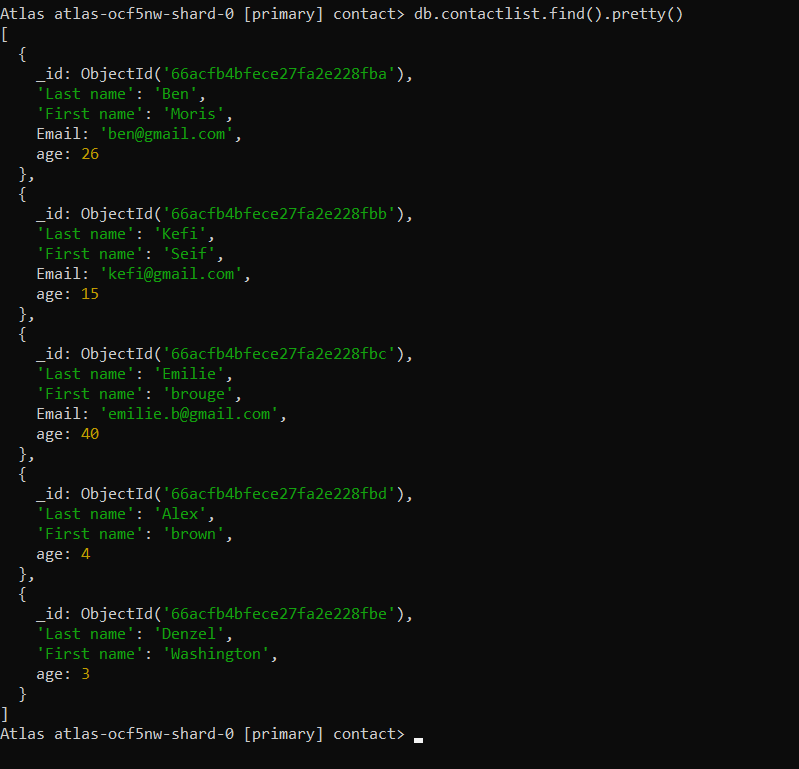 Atlas atlas-ocf5nw-shard-0 [primary] contact> db.contactlist.find().pretty()
[
  {
    _id: ObjectId('66acfb4bfece27fa2e228fba'),
    'Last name': 'Ben',
    'First name': 'Moris',
    Email: 'ben@gmail.com',
    age: 26
  },
  {
    _id: ObjectId('66acfb4bfece27fa2e228fbb'),
    'Last name': 'Kefi',
    'First name': 'Seif',
    Email: 'kefi@gmail.com',
    age: 15
  },
  {
    _id: ObjectId('66acfb4bfece27fa2e228fbc'),
    'Last name': 'Emilie',
    'First name': 'brouge',
    Email: 'emilie.b@gmail.com',
    age: 40
  },
  {
    _id: ObjectId('66acfb4bfece27fa2e228fbd'),
    'Last name': 'Alex',
    'First name': 'brown',
    age: 4
  },
  {
    _id: ObjectId('66acfb4bfece27fa2e228fbe'),
    'Last name': 'Denzel',
    'First name': 'Washington',
    age: 3
  }
]
Atlas atlas-ocf5nw-shard-0 [primary] contact>